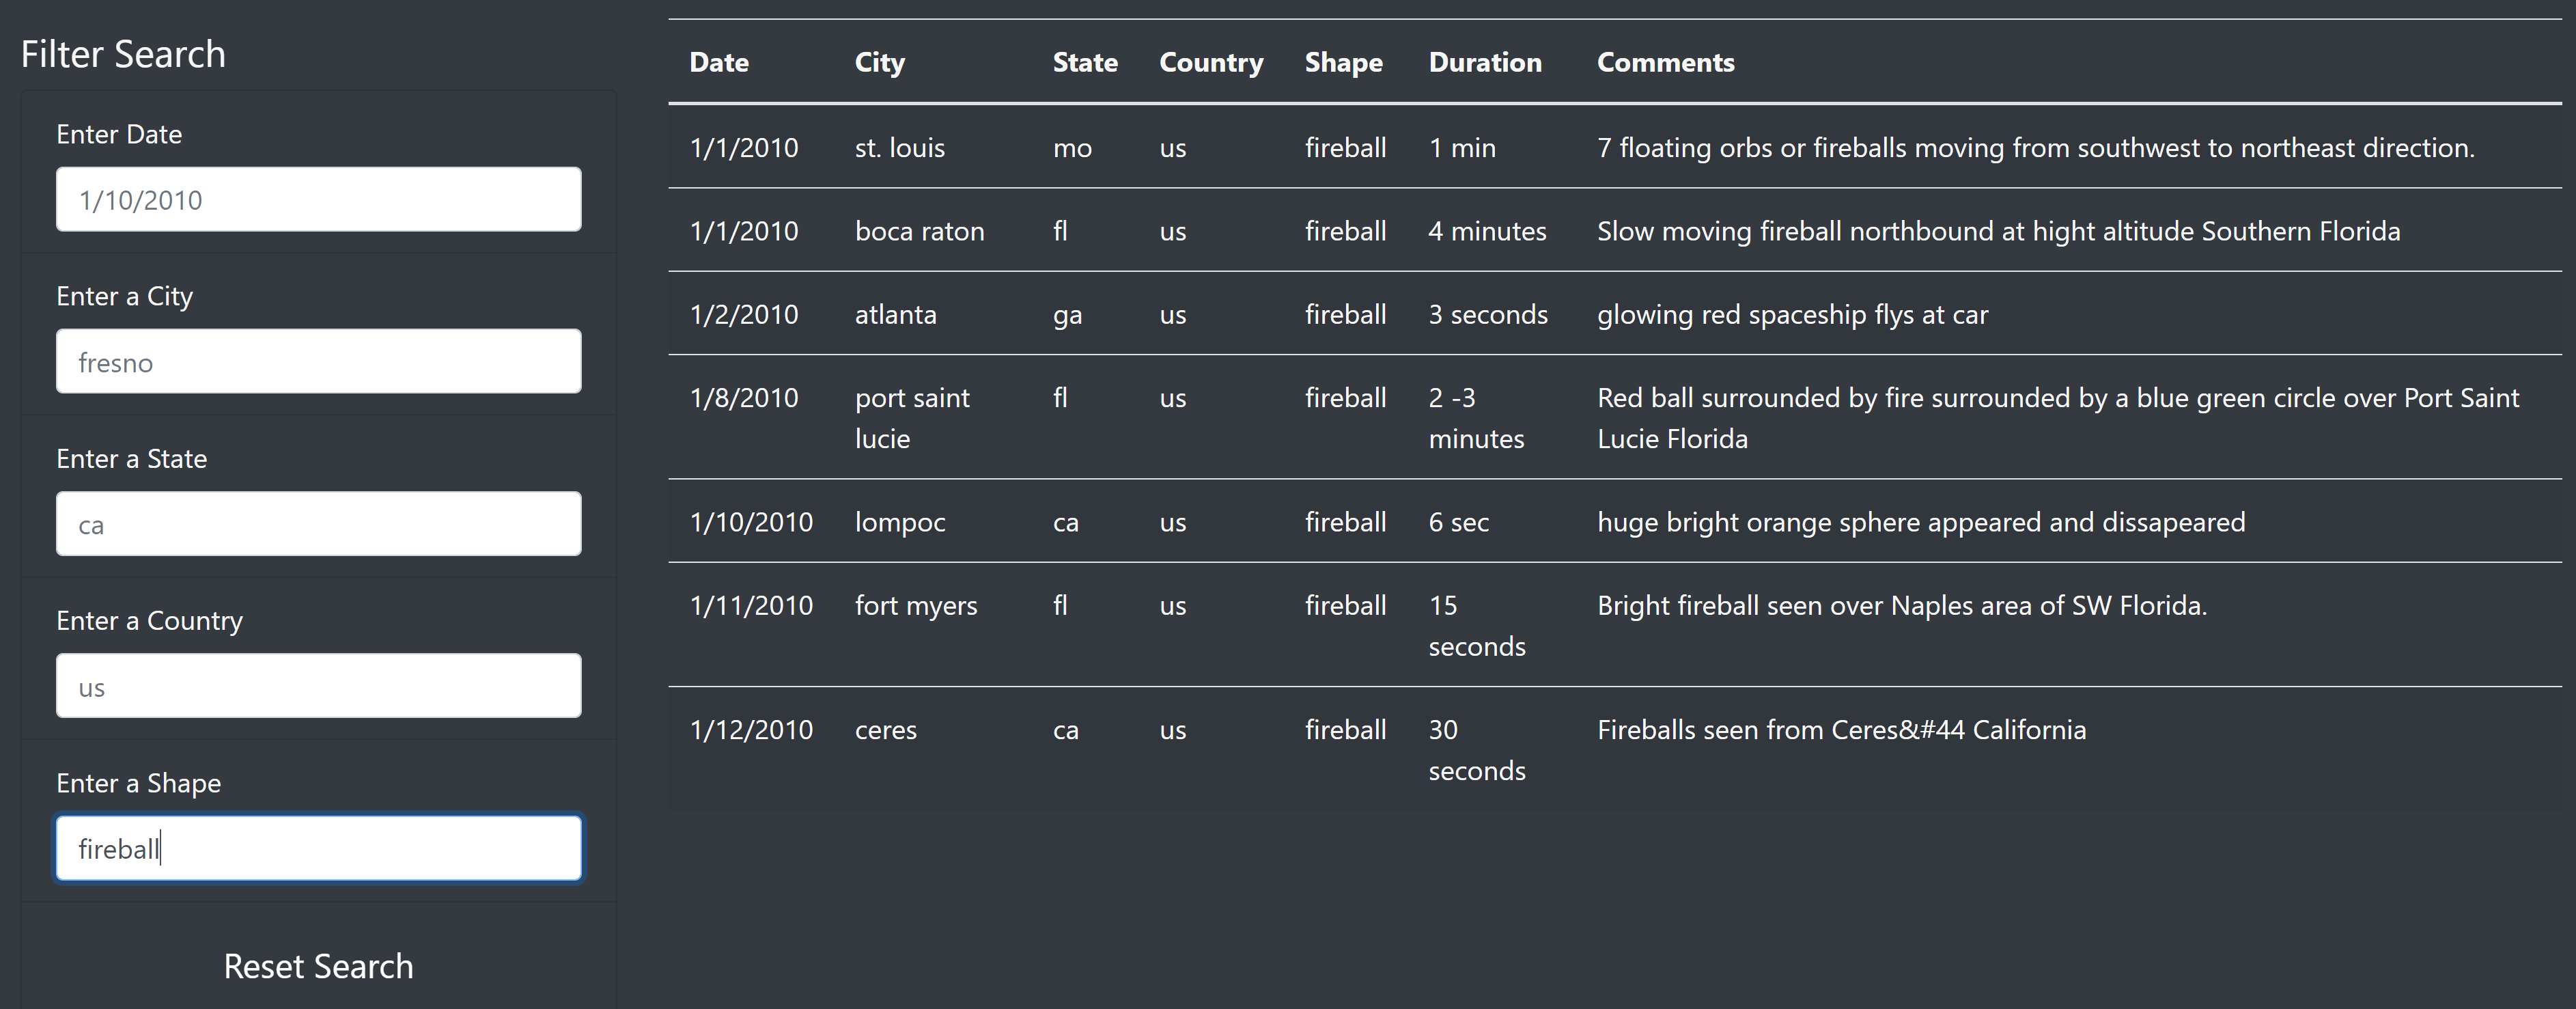 Filter Search
Enter Date
1/10/2010
Enter a City
fresno
Enter a State
ca
Enter a Country
us
Enter a Shape
fireball
Reset Search
Date City State Country Shape Duration Comments
1/1/2010 st. louis mo us fireball 1 min 7 floating orbs or fireballs moving from southwest to northeast direction.
1/1/2010 boca raton fl us fireball 4 minutes Slow moving fireball northbound at hight altitude Southern Florida
1/2/2010 atlanta ga us fireball 3 seconds glowing red spaceship flys at car
1/8/2010 port saint fl us fireball 2 -3 Red ball surrounded by fire surrounded by a blue green circle over Port Saint
lucie minutes Lucie Florida
1/10/2010 lompoc ca us fireball 6 sec huge bright orange sphere appeared and dissapeared
1/11/2010 fort myers fl us fireball 15 Bright fireball seen over Naples area of SW Florida.
seconds
1/12/2010 ceres ca us fireball 30 Fireballs seen from Ceres&#44 California
seconds